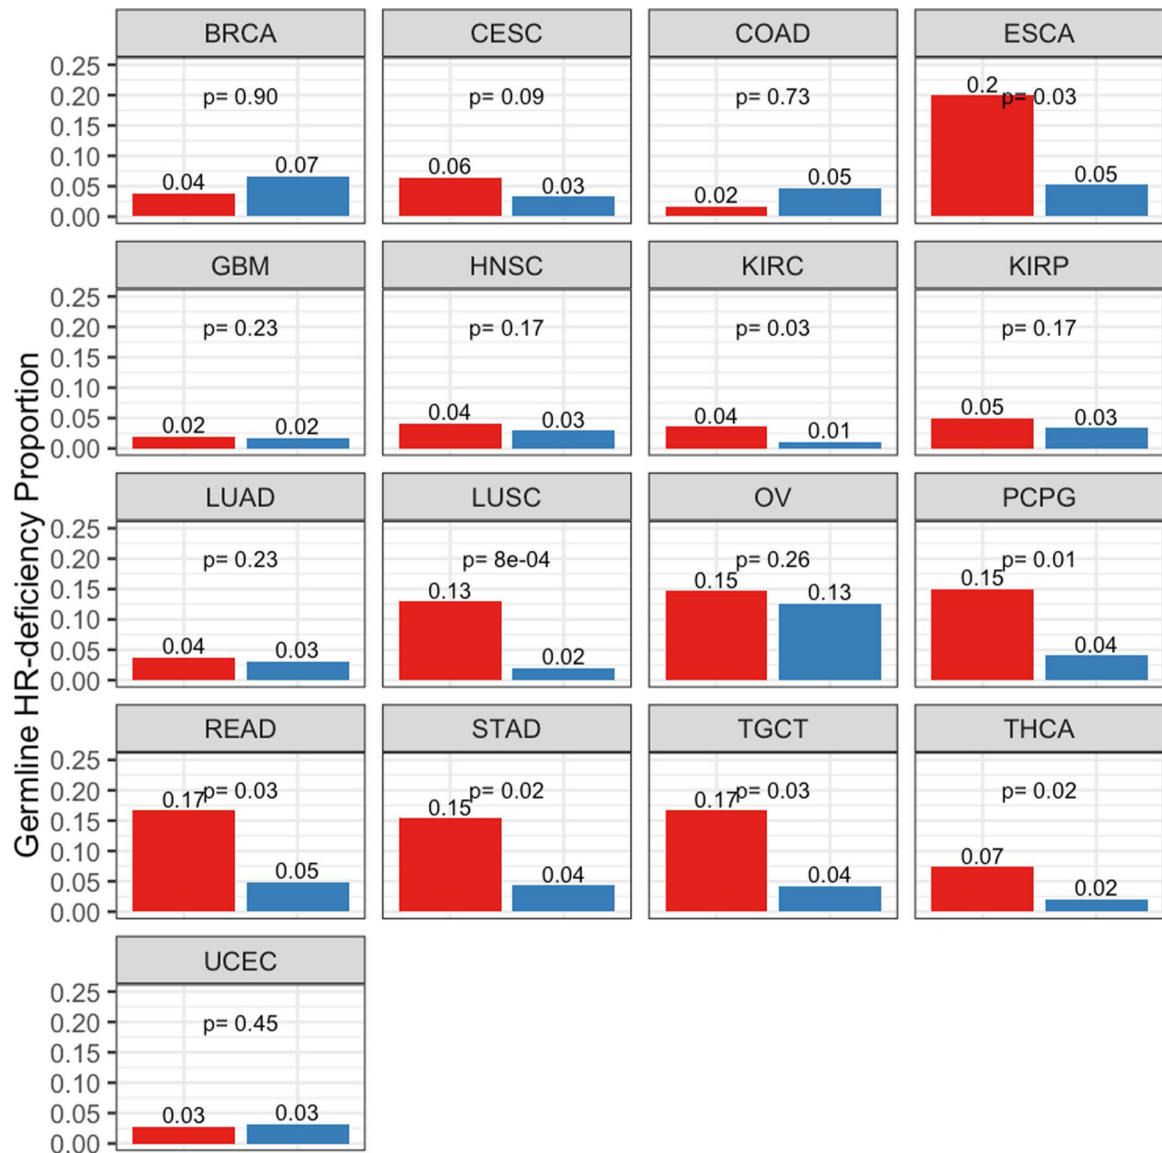 Germline HR-deficiency Proportion
BRCA CESC COAD ESCA
0.25
0.20
0.15
0.10
0.05
0.00
p= 0.90
0.04 0.07
p= 0.09
0.06 0.03
p= 0.73
0.02 0.05
p= 0.03
0.2 0.05
GBM HNSC KIRC KIRP
0.25
0.20
0.15
0.10
0.05
0.00
p= 0.23
0.02 0.02
p= 0.17
0.04 0.03
p= 0.03
0.04 0.01
p= 0.17
0.05 0.03
LUAD LUSC OV PCPG
0.25
0.20
0.15
0.10
0.05
0.00
p= 0.23
0.04 0.03
p= 8e-04
0.13 0.02
p= 0.26
0.15 0.13
p= 0.01
0.15 0.04
READ STAD TGCT THCA
0.25
0.20
0.15
0.10
0.05
0.00
p= 0.03
0.17 0.05
p= 0.02
0.15 0.04
p= 0.03
0.17 0.04
p= 0.02
0.07 0.02
UCEC
0.25
0.20
0.15
0.10
0.05
0.00
p= 0.45
0.03 0.03